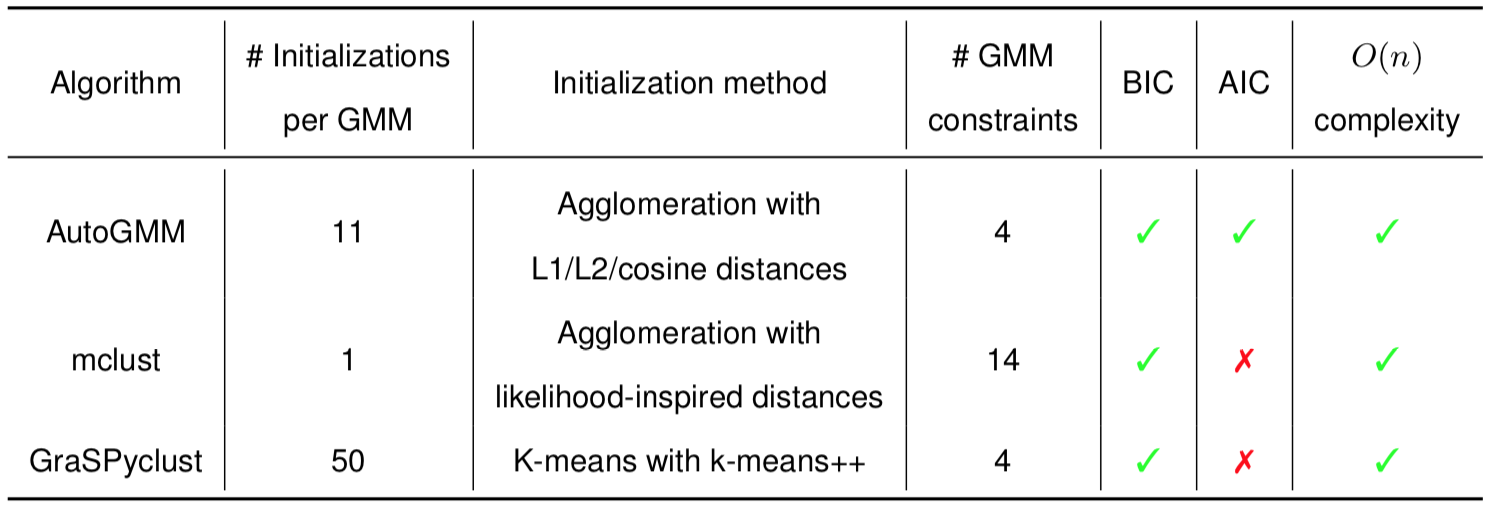 Algorithm | # Initializations per GMM | Initialization method | # GMM constraints | BIC | AIC | O(n) complexity
AutoGMM | 11 | Agglomeration with L1/L2/cosine distances | 4 | ✓ | ✓ | ✓
mclust | 1 | Agglomeration with likelihood-inspired distances | 14 | ✓ | ✗ | ✓
GraSPyclust | 50 | K-means with k-means++ | 4 | ✓ | ✗ | ✓